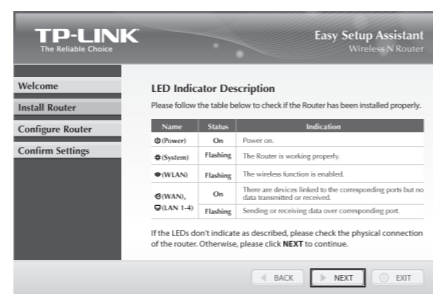 TP-LINK
The Reliable Choice
Easy Setup Assistant
Wireless N Router
Welcome
Install Router
Configure Router
Confirm Settings
LED Indicator Description
Please follow the table below to check if the Router has been installed properly.
Name Status Indication
(Power) On Power on.
(System) Flashing The Router is working properly.
(WLAN) Flashing The wireless function is enabled.
(WAN), (LAN 1-4) On There are devices linked to the corresponding ports but no
data transmitted or received.
Flashing Sending or receiving data over corresponding port.
If the LEDs don't indicate as described, please check the physical connection
of the router. Otherwise, please click NEXT to continue.
BACK NEXT EXIT